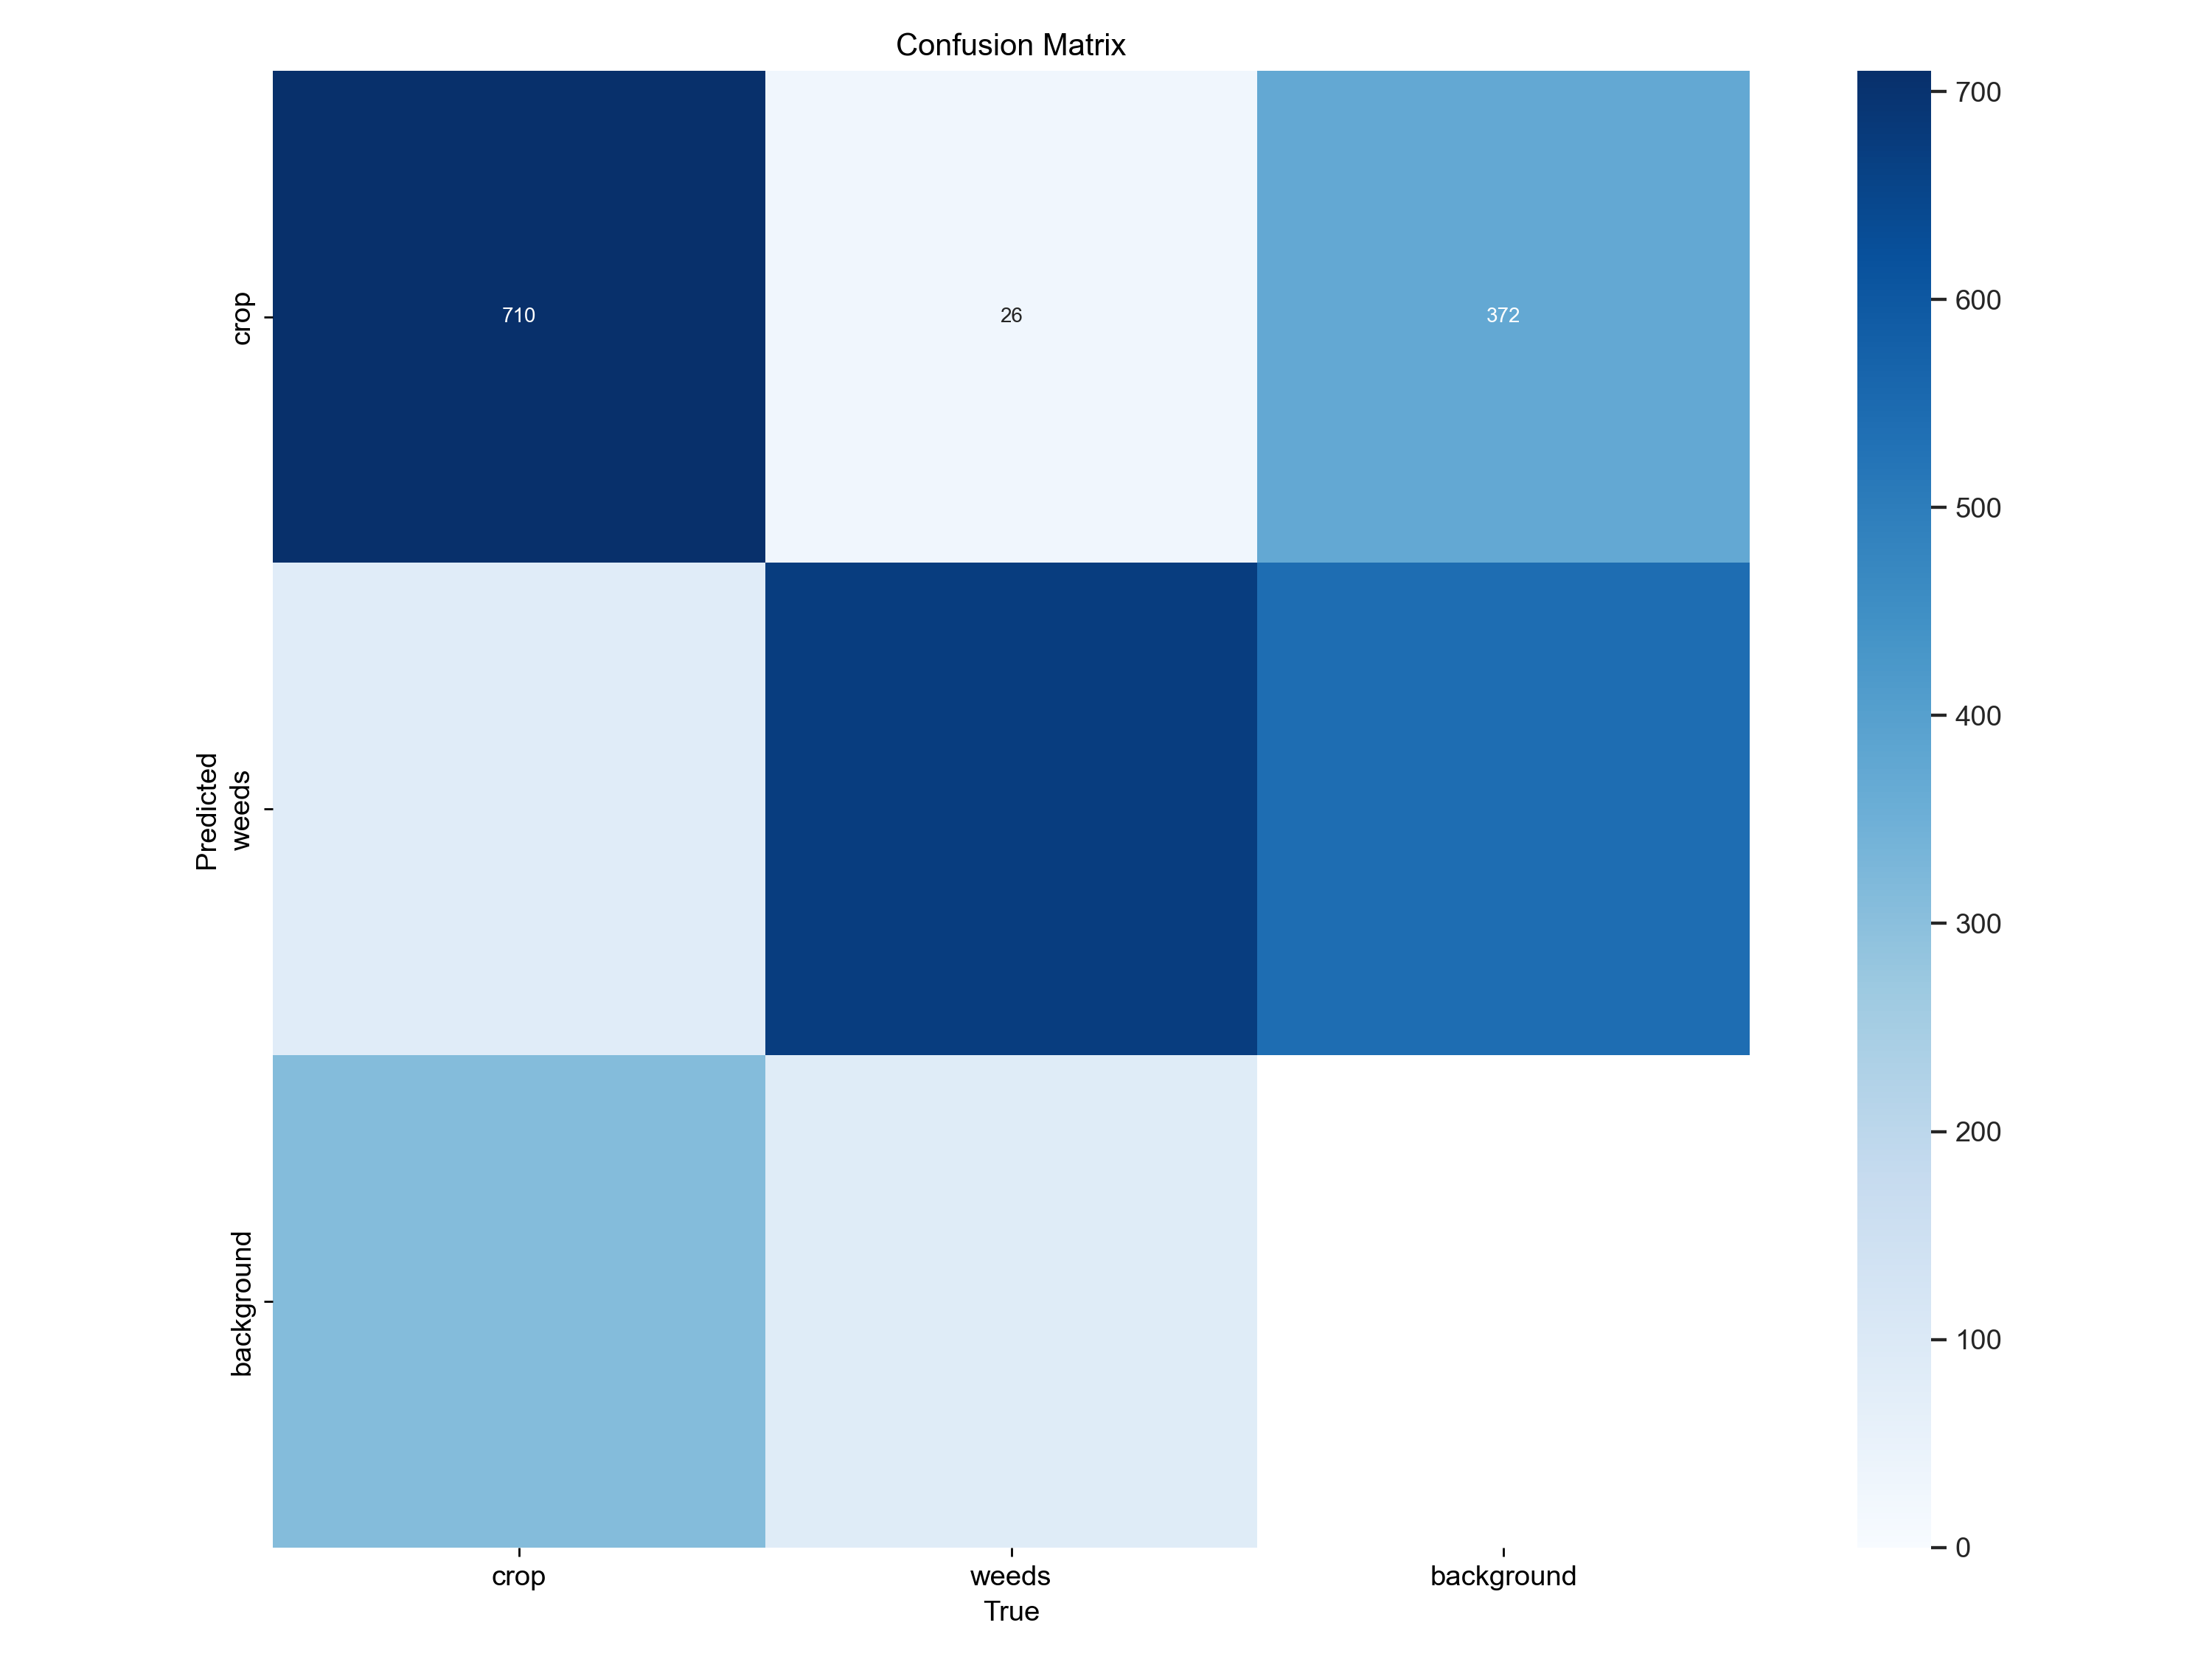 Confusion Matrix
crop
710
26
372
Predicted
weeds
background
crop
weeds
background
True
700
600
500
400
300
200
100
0